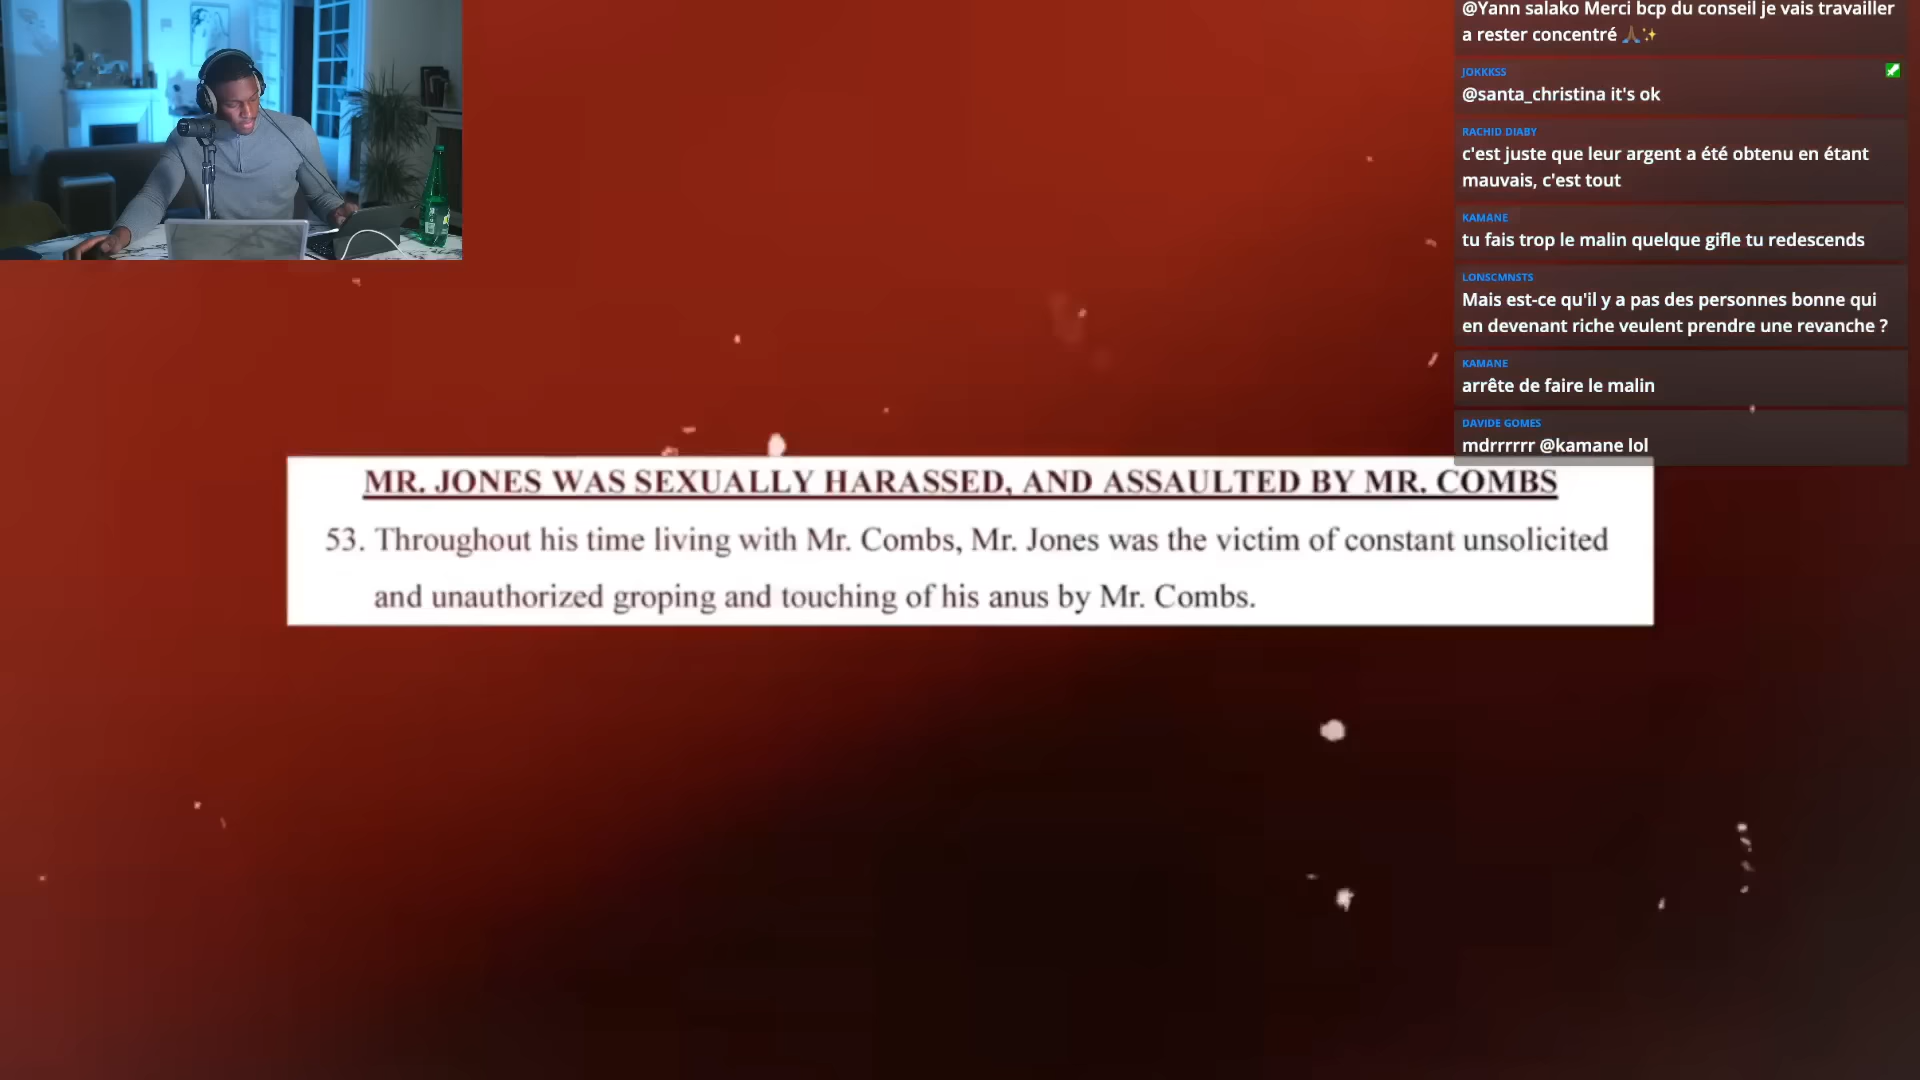 @Yann salako Merci bcp du conseil je vais travailler
a rester concentré 🙏🏾✨
JOKKKSS
@santa_christina it's ok
RACHID DIABY
c'est juste que leur argent a été obtenu en étant
mauvais, c'est tout
KAMANE
tu fais trop le malin quelque gifle tu redescends
LONSCMNSTS
Mais est-ce qu'il y a pas des personnes bonne qui
en devenant riche veulent prendre une revanche ?
KAMANE
arrête de faire le malin
DAVIDE GOMES
mdrrrrrr @kamane lol
MR. JONES WAS SEXUALLY HARASSED, AND ASSAULTED BY MR. COMBS
53. Throughout his time living with Mr. Combs, Mr. Jones was the victim of constant unsolicited
and unauthorized groping and touching of his anus by Mr. Combs.